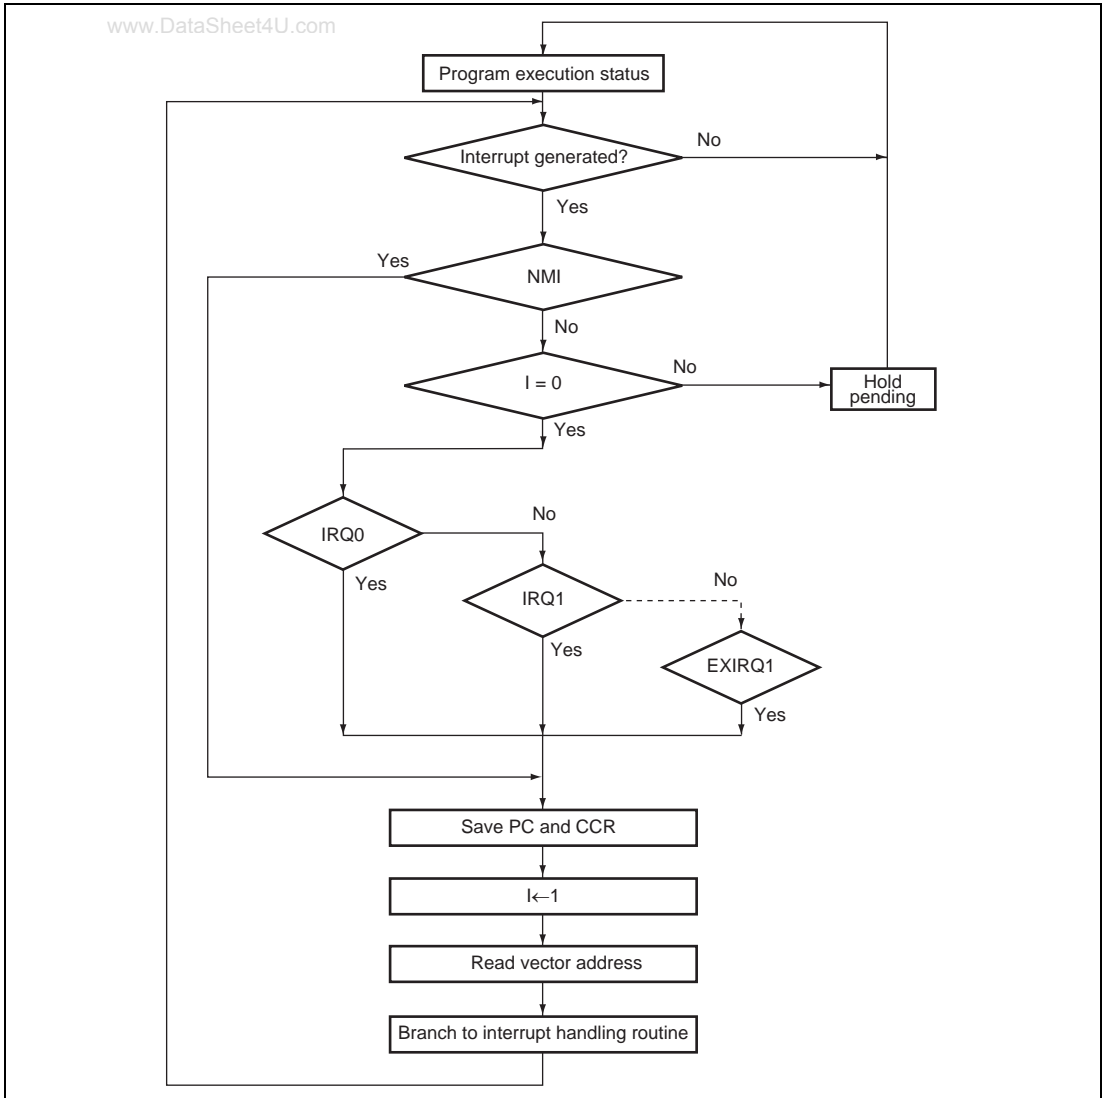 www.DataSheet4U.com
Program execution status
Interrupt generated?
No
Yes
Yes
NMI
No
I = 0
No
Hold
pending
Yes
IRQ0
No
Yes
IRQ1
No
Yes
EXIRQ1
Yes
Save PC and CCR
I←1
Read vector address
Branch to interrupt handling routine